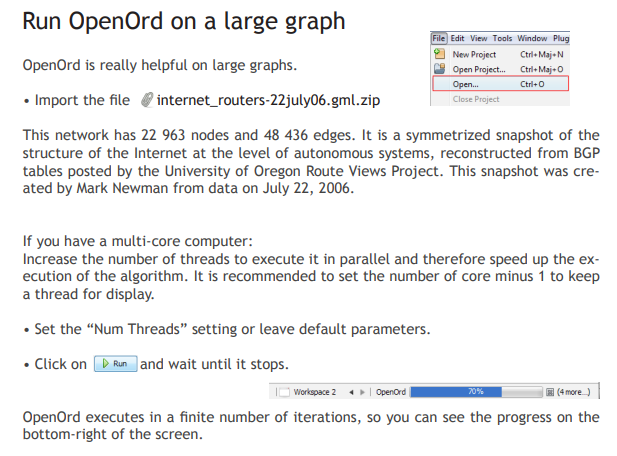 Run OpenOrd on a large graph
File Edit View Tools Window Plug
New Project Ctrl+Maj+N
Open Project... Ctrl+Maj+O
Open... Ctrl+O
Close Project
OpenOrd is really helpful on large graphs.
• Import the file internet_routers-22july06.gml.zip
This network has 22 963 nodes and 48 436 edges. It is a symmetrized snapshot of the
structure of the Internet at the level of autonomous systems, reconstructed from BGP
tables posted by the University of Oregon Route Views Project. This snapshot was cre-
ated by Mark Newman from data on July 22, 2006.
If you have a multi-core computer:
Increase the number of threads to execute it in parallel and therefore speed up the ex-
ecution of the algorithm. It is recommended to set the number of core minus 1 to keep
a thread for display.
• Set the “Num Threads” setting or leave default parameters.
• Click on Run and wait until it stops.
Workspace 2 OpenOrd 70% (4 more...)
OpenOrd executes in a finite number of iterations, so you can see the progress on the
bottom-right of the screen.